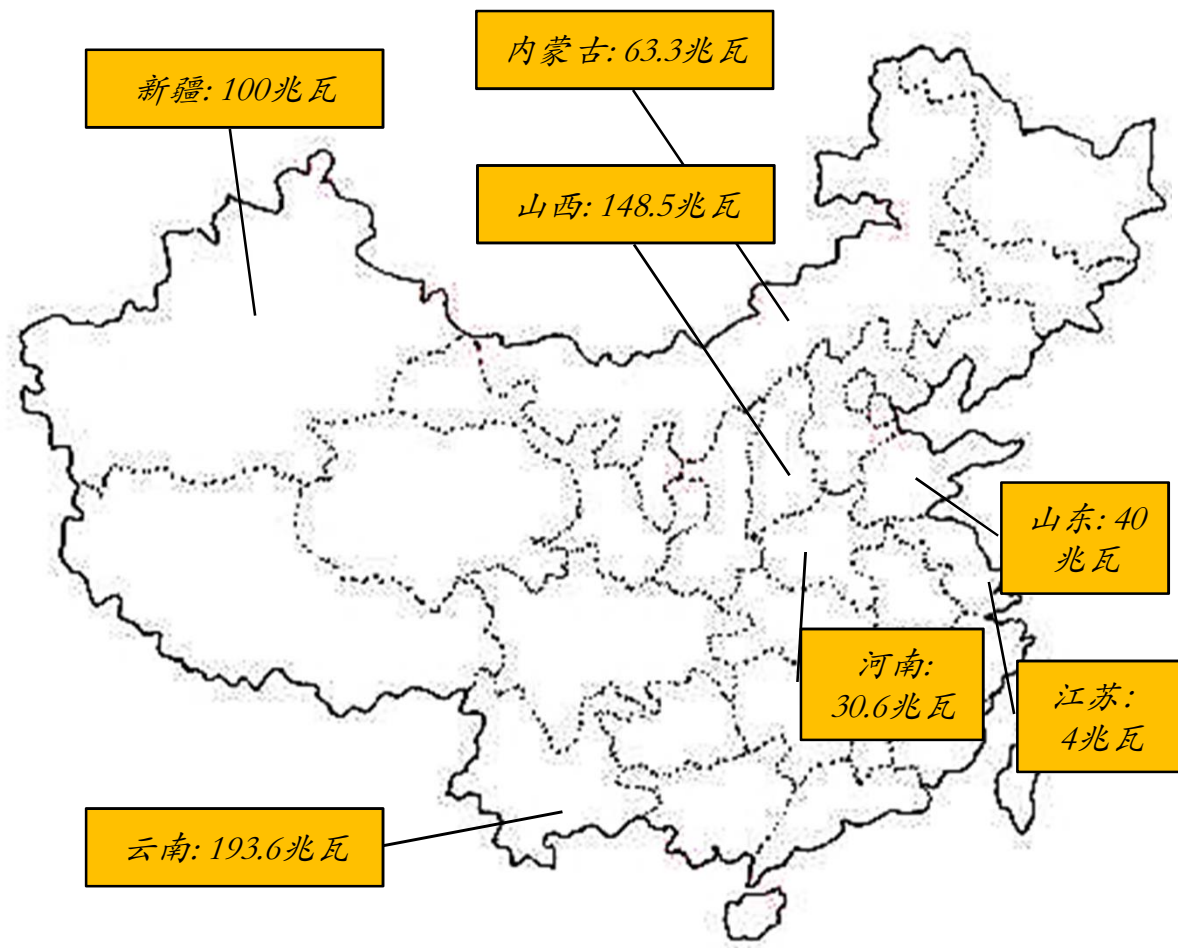 内蒙古: 63.3兆瓦
新疆: 100兆瓦
山西: 148.5兆瓦
山东: 40
兆瓦
河南:
30.6兆瓦
江苏:
4兆瓦
云南: 193.6兆瓦